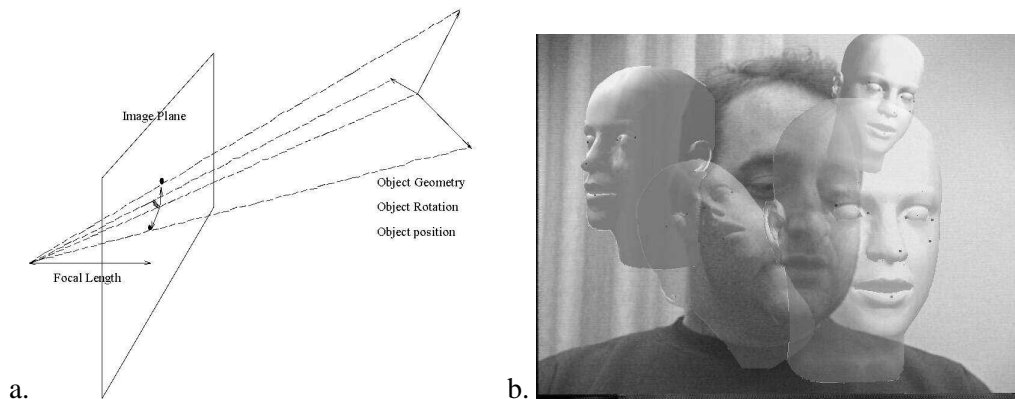 Image Plane
Object Geometry
Object Rotation
Object position
Focal Length
a.
b.